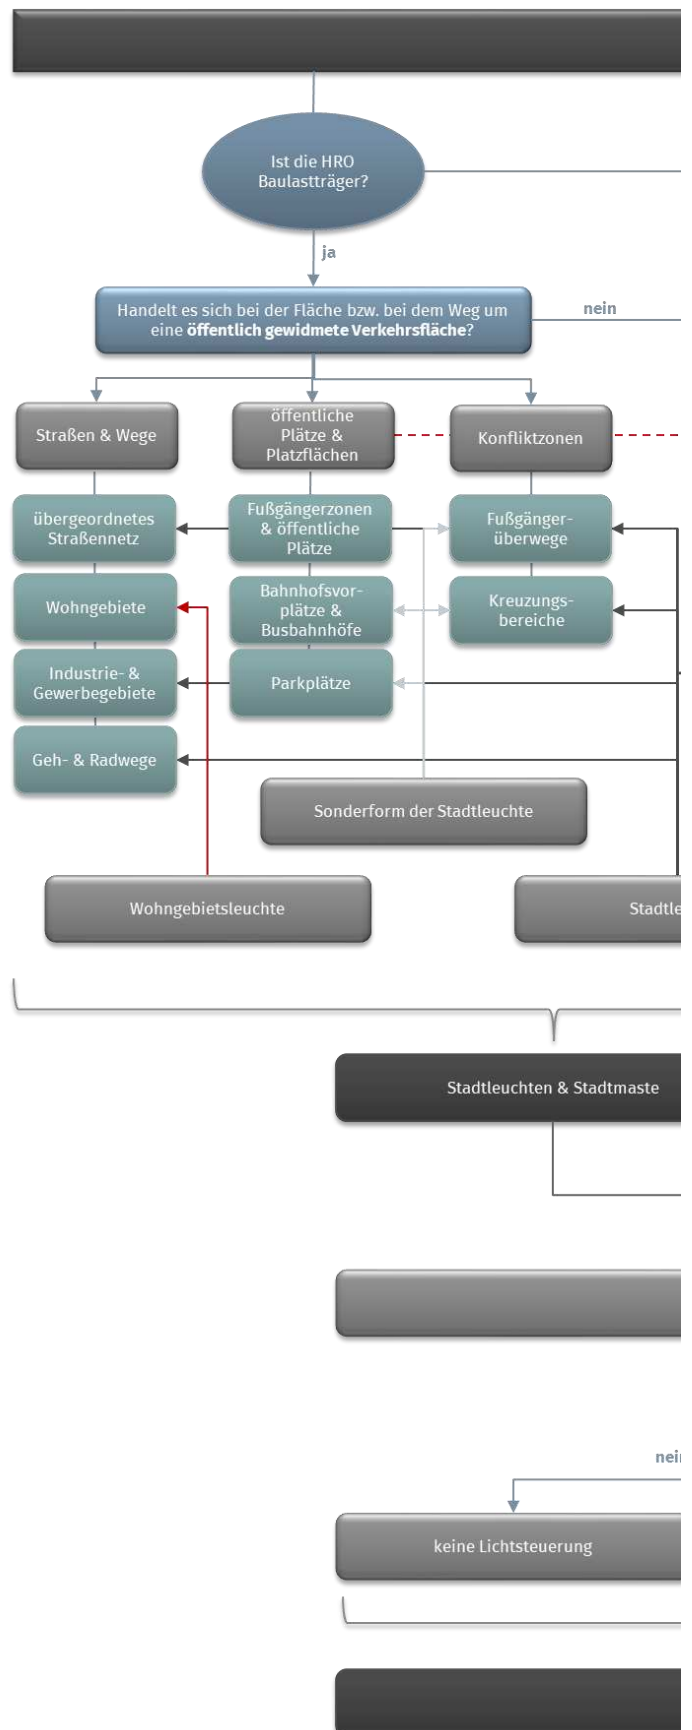 Ist die HRO
Baulastträger?
ja
Handelt es sich bei der Fläche bzw. bei dem Weg um
eine öffentlich gewidmete Verkehrsfläche?
nein
Straßen & Wege
öffentliche
Plätze &
Platzflächen
Konfliktzonen
übergeordnetes
Straßennetz
Fußgängerzonen
& öffentliche
Plätze
Fußgänger-
überwege
Wohngebiete
Bahnhofsvor-
plätze &
Busbahnhöfe
Kreuzungs-
bereiche
Industrie- &
Gewerbegebiete
Parkplätze
Geh- & Radwege
Sonderform der Stadtleuchte
Wohngebietsleuchte
Stadtle
Stadtleuchten & Stadtmaste
nein
keine Lichtsteuerung